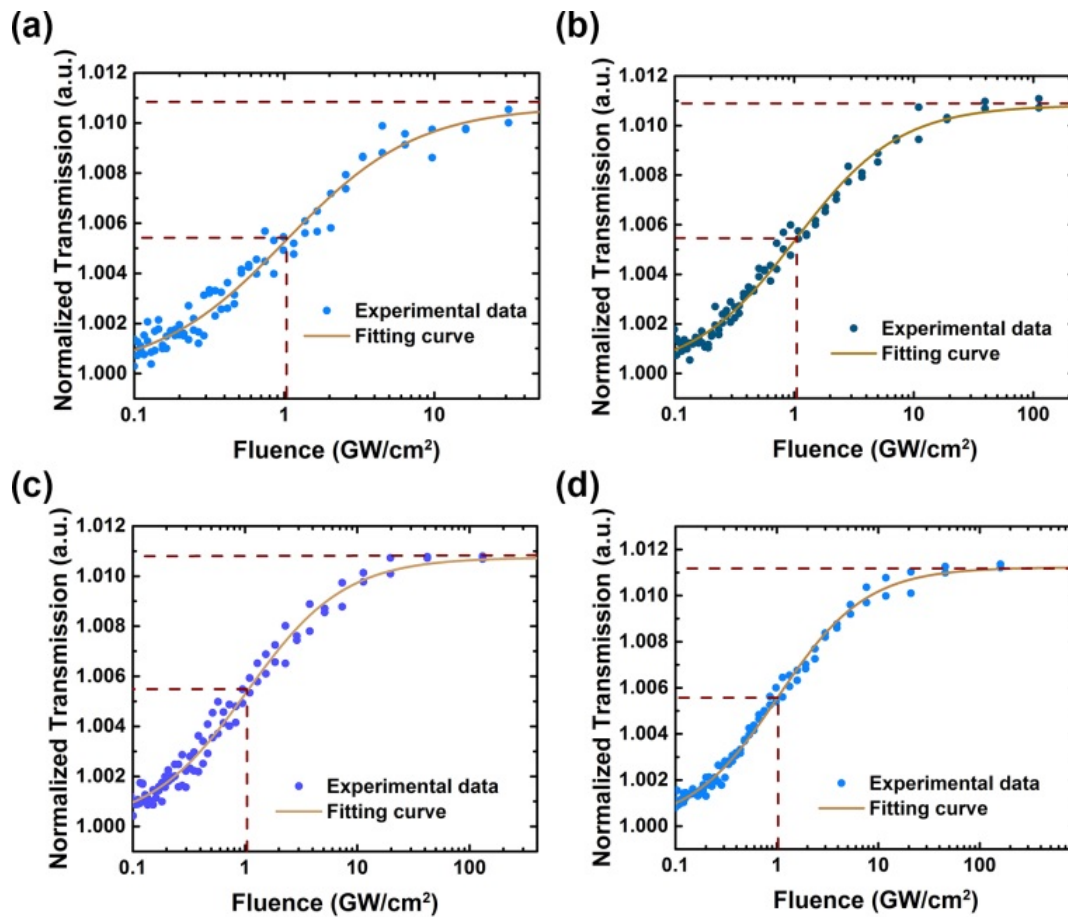 (a)
Normalized Transmission (a.u.)
1.012
1.010
1.008
1.006
1.004
1.002
1.000
Experimental data
Fitting curve
0.1 1 10
Fluence (GW/cm²)
(b)
Normalized Transmission (a.u.)
1.012
1.010
1.008
1.006
1.004
1.002
1.000
Experimental data
Fitting curve
0.1 1 10 100
Fluence (GW/cm²)
(c)
Normalized Transmisssion (a.u.)
1.012
1.010
1.008
1.006
1.004
1.002
1.000
Experimental data
Fitting curve
0.1 1 10 100
Fluence (GW/cm²)
(d)
Normalized Transmission (a.u.)
1.012
1.010
1.008
1.006
1.004
1.002
1.000
Experimental data
Fitting curve
0.1 1 10 100
Fluence (GW/cm²)